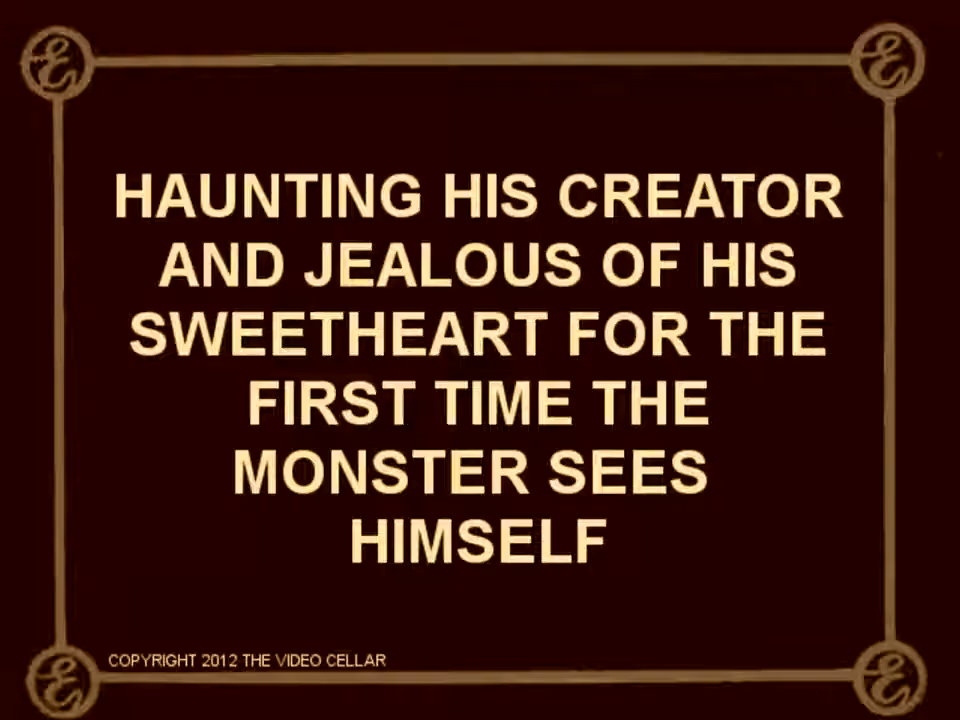 HAUNTING HIS CREATOR
AND JEALOUS OF HIS
SWEETHEART FOR THE
FIRST TIME THE
MONSTER SEES
HIMSELF
COPYRIGHT 2012 THE VIDEO CELLAR